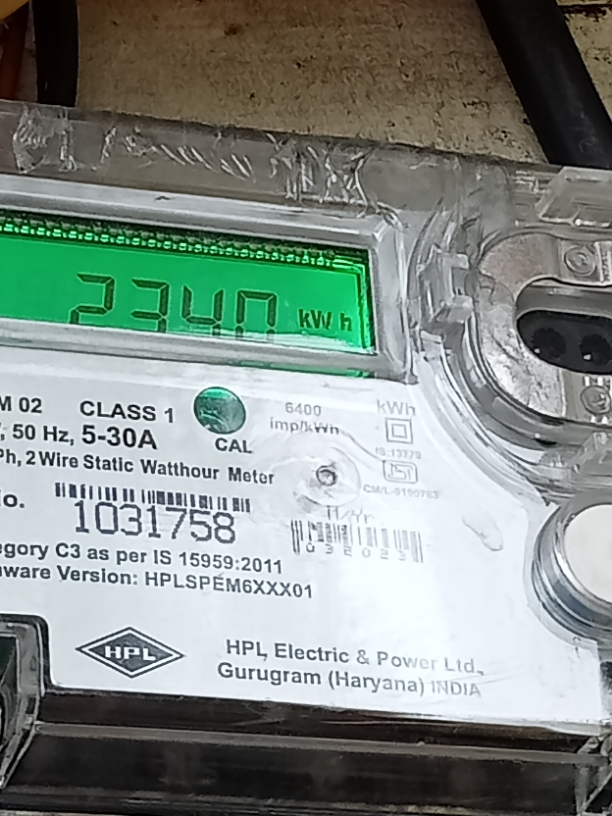 2340 kWh
M 02 CLASS 1
, 50 Hz, 5-30A
CAL
6400
imp/kWh
kWh
IS:13779
Ph, 2 Wire Static Watthour Meter
o.
1031758
M/Yr
032023
egory C3 as per IS 15959:2011
ware Version: HPLSPEM6XXX01
HPL
HPL Electric & Power Ltd.,
Gurugram (Haryana) INDIA